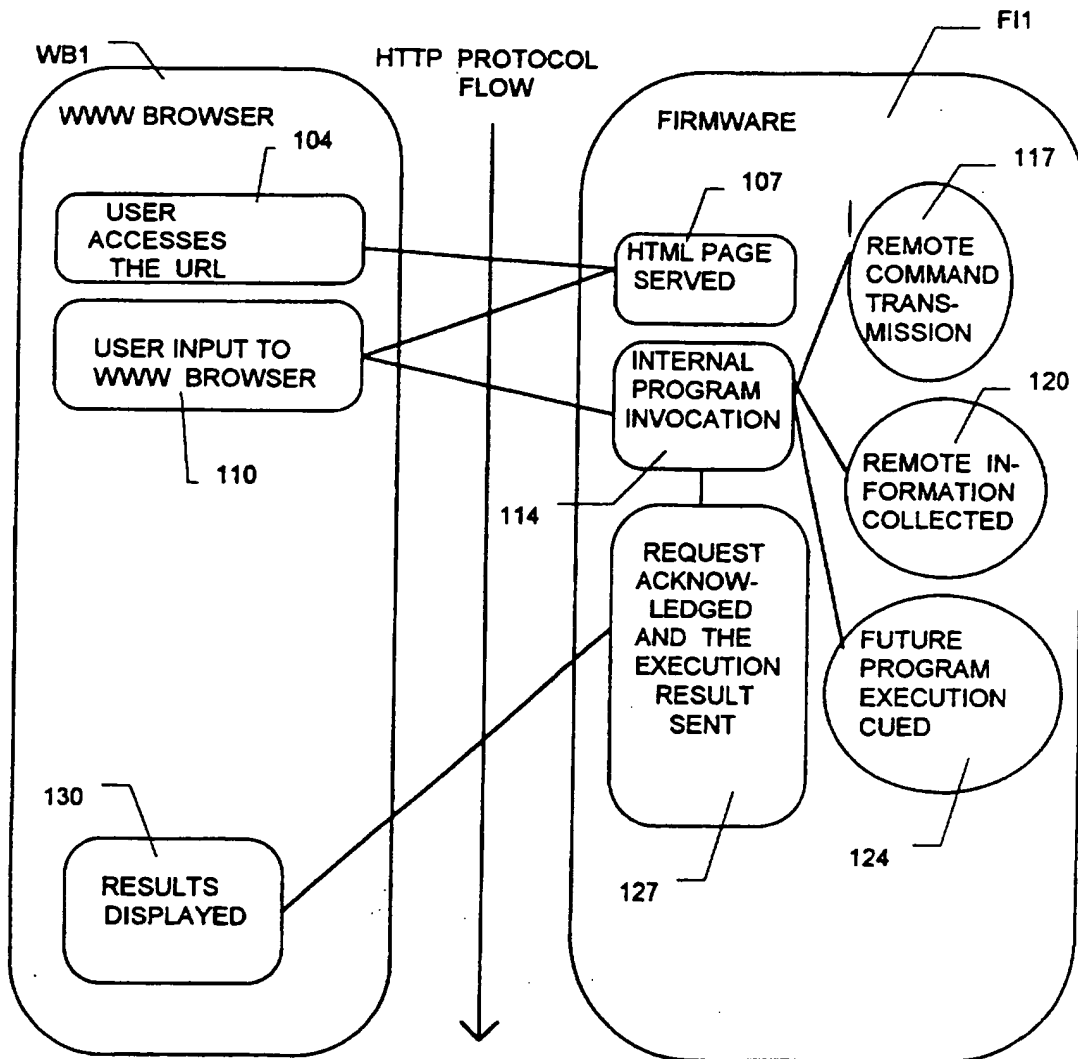 WB1
HTTP PROTOCOL
FLOW
FI1
WWW BROWSER
FIRMWARE
104
107
117
USER
ACCESSES
THE URL
HTML PAGE
SERVED
REMOTE
COMMAND
TRANS-
MISSION
USER INPUT TO
WWW BROWSER
110
INTERNAL
PROGRAM
INVOCATION
114
120
REMOTE IN-
FORMATION
COLLECTED
REQUEST
ACKNOW-
LEDGED
AND THE
EXECUTION
RESULT
SENT
127
FUTURE
PROGRAM
EXECUTION
CUED
124
130
RESULTS
DISPLAYED